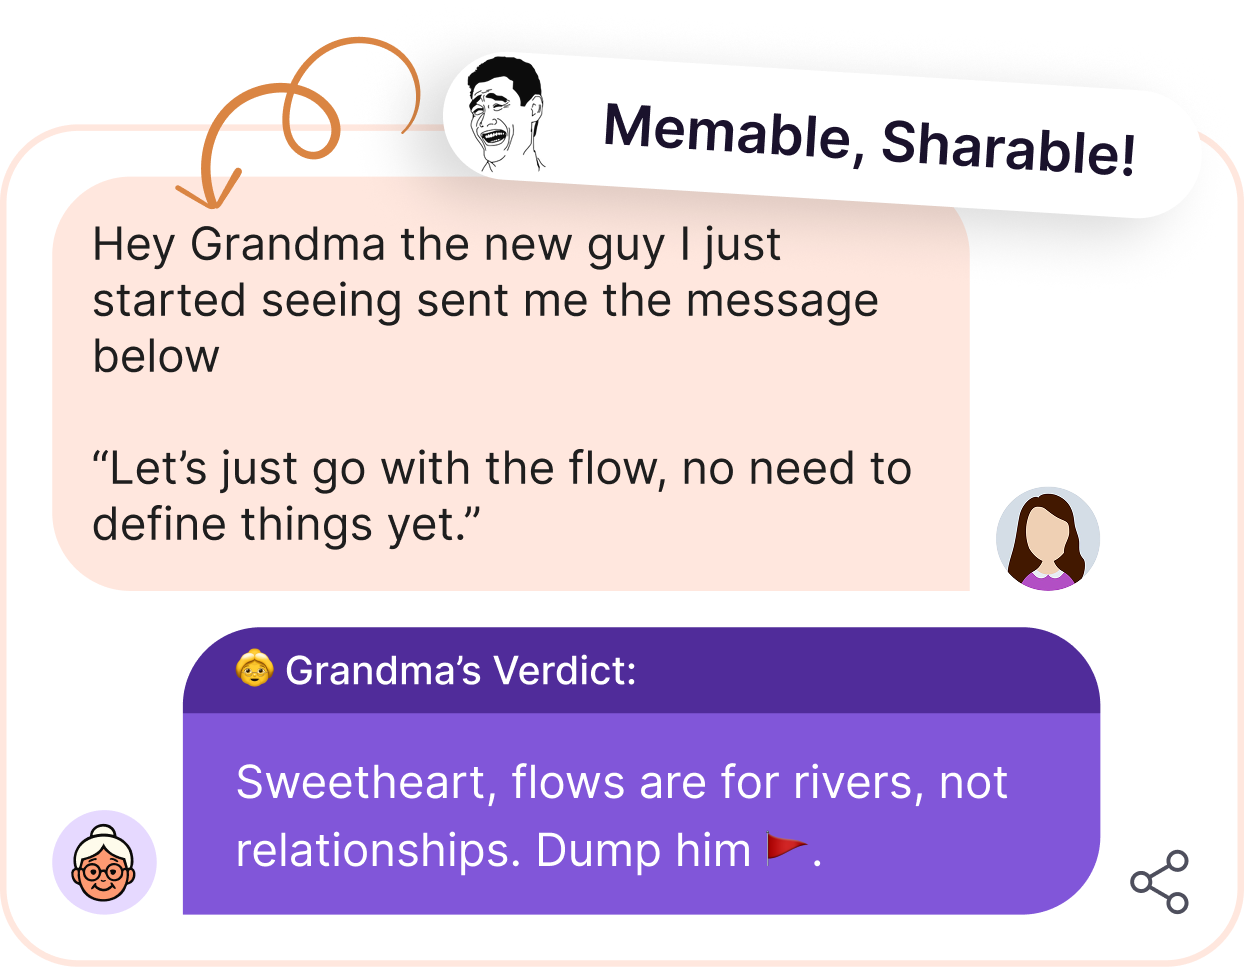 Memable, Sharable!
Hey Grandma the new guy I just
started seeing sent me the message
below
“Let’s just go with the flow, no need to
define things yet.”
👵 Grandma’s Verdict:
Sweetheart, flows are for rivers, not
relationships. Dump him 🚩.